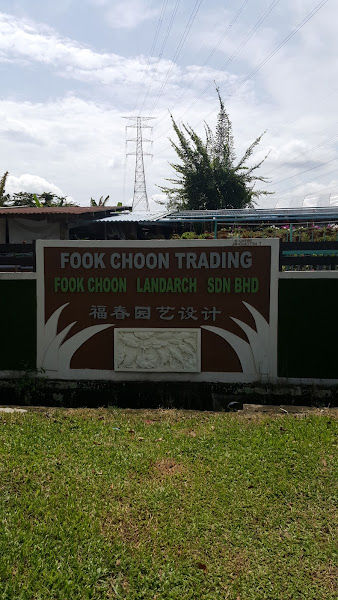 FOOK CHOON TRADING
FOOK CHOON LANDARCH SDN BHD
福春园艺设计